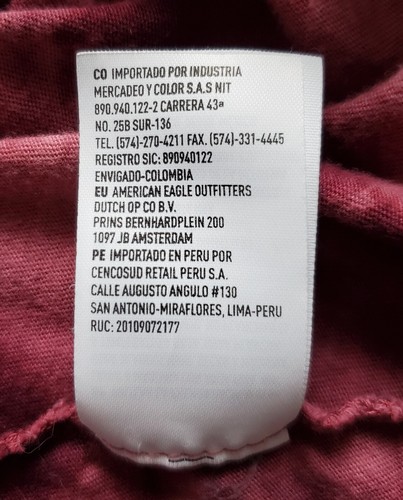 CO IMPORTADO POR INDUSTRIA
MERCADEO Y COLOR S.A.S NIT
890.940.122-2 CARRERA 43ª
NO. 25B SUR-136
TEL. (574)-270-4211 FAX. (574)-331-4445
REGISTRO SIC: 890940122
ENVIGADO-COLOMBIA
EU AMERICAN EAGLE OUTFITTERS
DUTCH OP CO B.V.
PRINS BERNHARDPLEIN 200
1097 JB AMSTERDAM
PE IMPORTADO EN PERU POR
CENCOSUD RETAIL PERU S.A.
CALLE AUGUSTO ANGULO #130
SAN ANTONIO-MIRAFLORES, LIMA-PERU
RUC: 20109072177